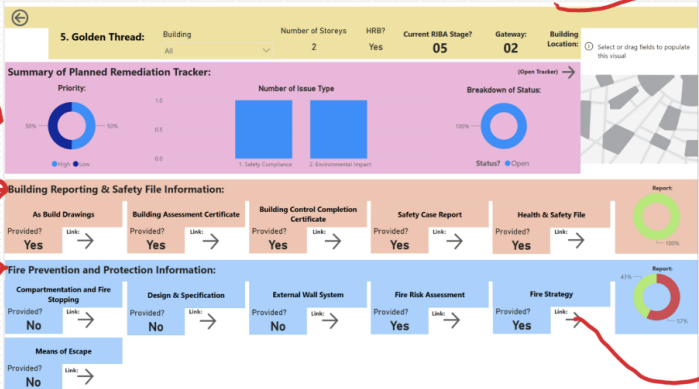 5. Golden Thread:
Building
All
Number of Storeys
2
HRB?
Yes
Current RIBA Stage?
05
Gateway:
02
Building Location:
Select or drag fields to populate this visual
Summary of Planned Remediation Tracker:
(Open Tracker)
Priority:
50%
50%
High Low
Number of Issue Type
1.0
0.5
0.0
1. Safety Compliance
2. Environmental Impact
Breakdown of Status:
100%
Status? Open
Building Reporting & Safety File Information:
As Build Drawings
Provided?
Yes
Link:
Building Assessment Certificate
Provided?
Yes
Link:
Building Control Completion
Certificate
Provided?
Yes
Link:
Safety Case Report
Provided?
Yes
Link:
Health & Safety File
Provided?
Yes
Link:
Report:
100%
Fire Prevention and Protection Information:
Compartmentation and Fire
Stopping
Provided?
No
Link:
Design & Specification
Provided?
No
Link:
External Wall System
Provided?
No
Link:
Fire Risk Assessment
Provided?
Yes
Link:
Fire Strategy
Provided?
Yes
Link:
Report:
43%
57%
Means of Escape
Provided?
No
Link: